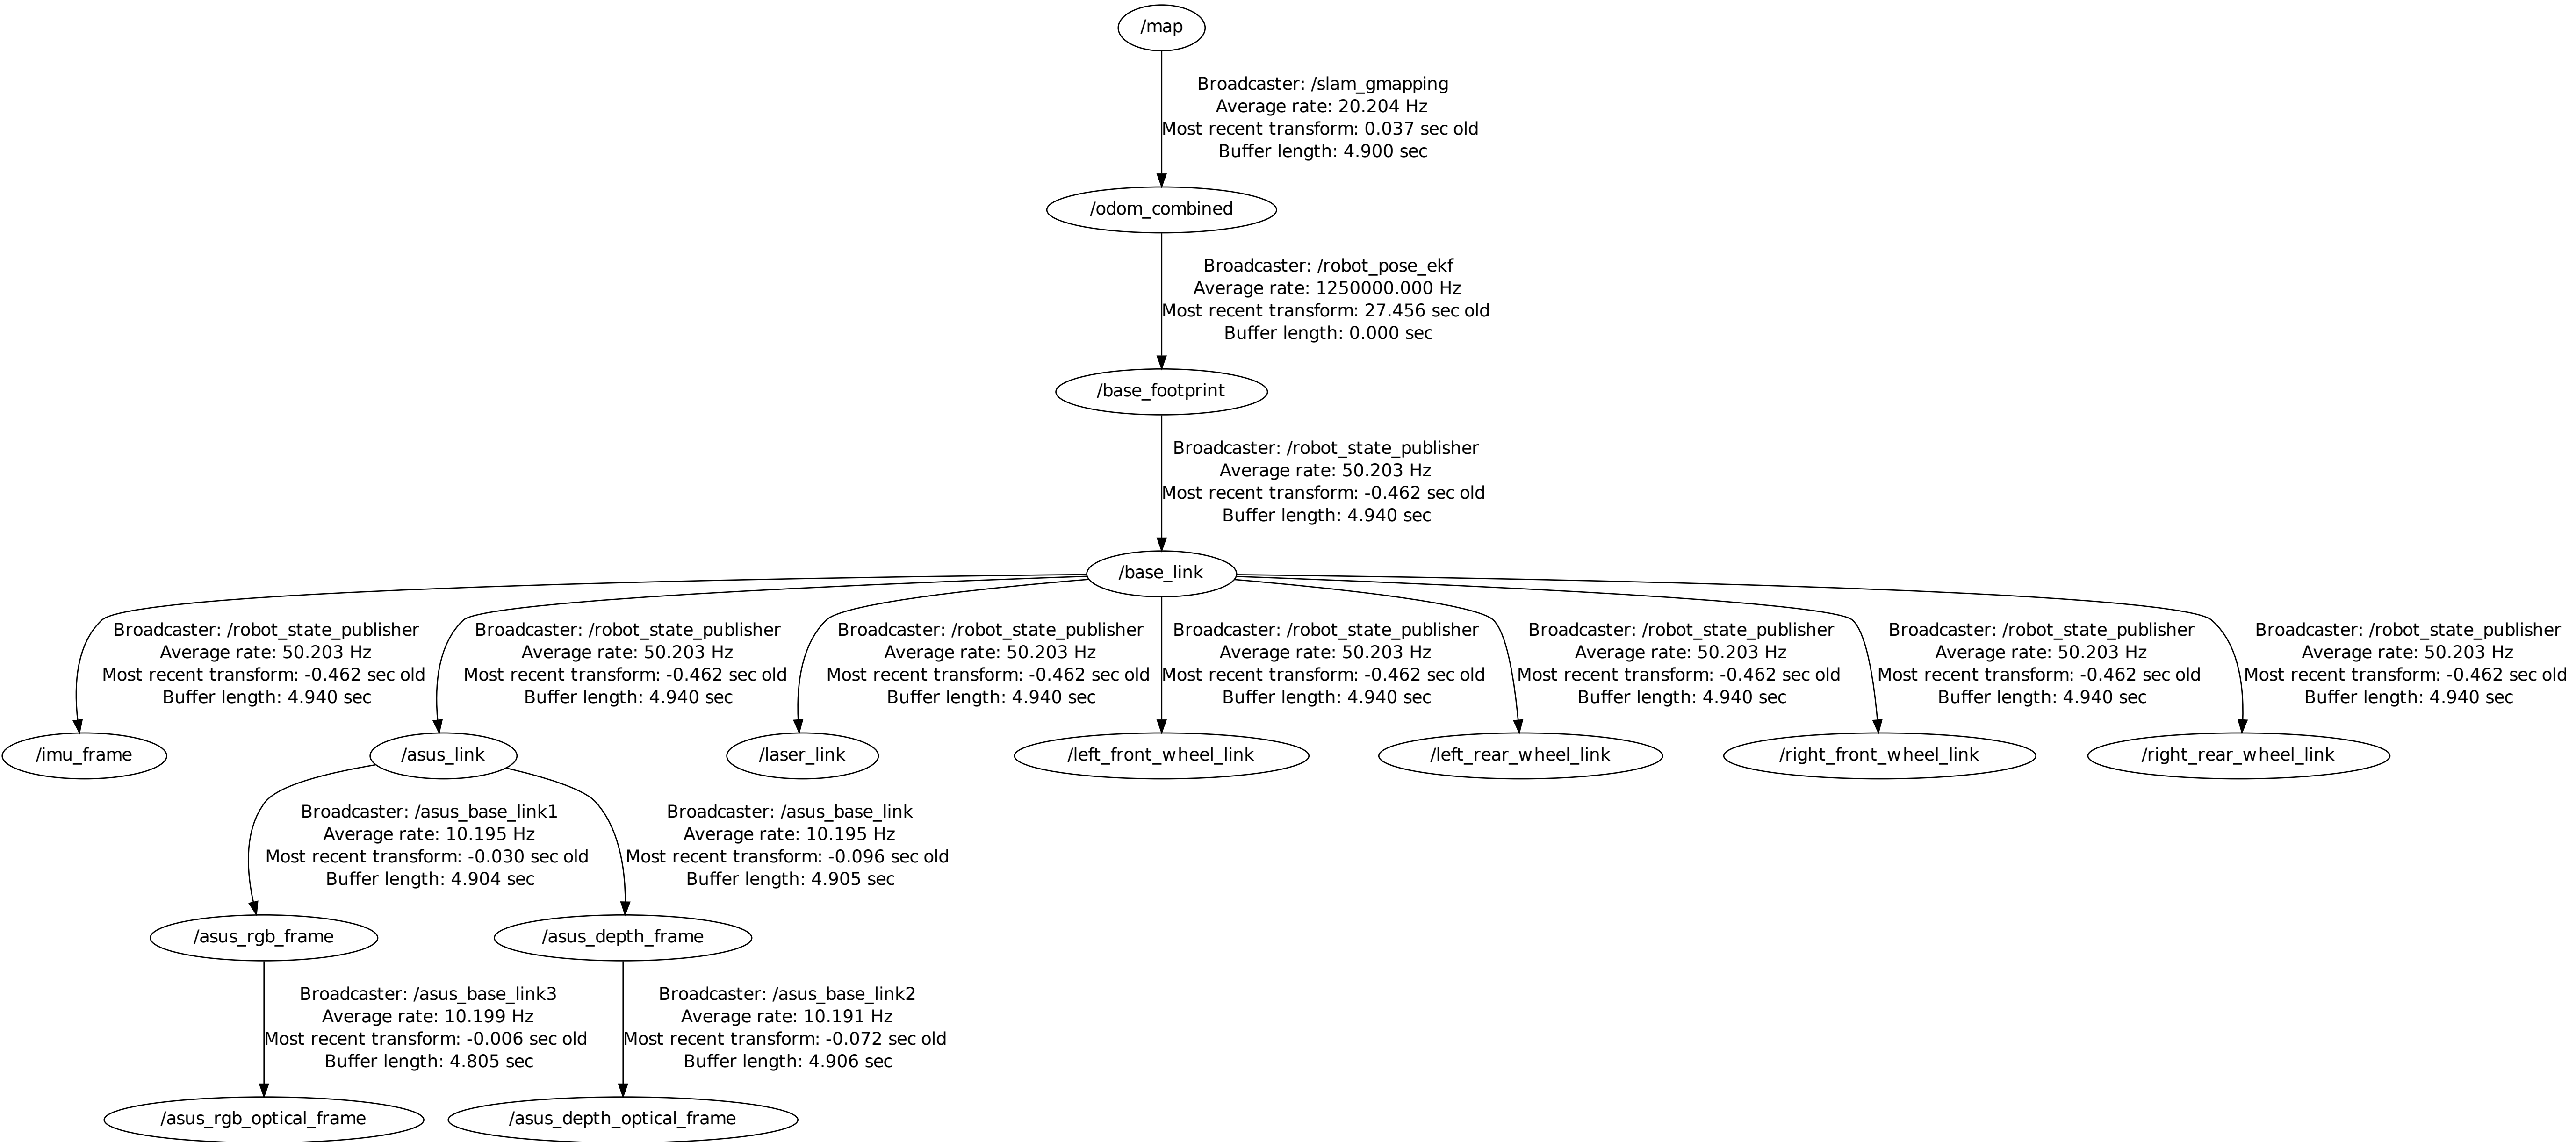 /map
Broadcaster: /slam_gmapping
Average rate: 20.204 Hz
Most recent transform: 0.037 sec old
Buffer length: 4.900 sec
/odom_combined
Broadcaster: /robot_pose_ekf
Average rate: 1250000.000 Hz
Most recent transform: 27.456 sec old
Buffer length: 0.000 sec
/base_footprint
Broadcaster: /robot_state_publisher
Average rate: 50.203 Hz
Most recent transform: -0.462 sec old
Buffer length: 4.940 sec
/base_link
Broadcaster: /robot_state_publisher
Average rate: 50.203 Hz
Most recent transform: -0.462 sec old
Buffer length: 4.940 sec
Broadcaster: /robot_state_publisher
Average rate: 50.203 Hz
Most recent transform: -0.462 sec old
Buffer length: 4.940 sec
Broadcaster: /robot_state_publisher
Average rate: 50.203 Hz
Most recent transform: -0.462 sec old
Buffer length: 4.940 sec
Broadcaster: /robot_state_publisher
Average rate: 50.203 Hz
Most recent transform: -0.462 sec old
Buffer length: 4.940 sec
Broadcaster: /robot_state_publisher
Average rate: 50.203 Hz
Most recent transform: -0.462 sec old
Buffer length: 4.940 sec
Broadcaster: /robot_state_publisher
Average rate: 50.203 Hz
Most recent transform: -0.462 sec old
Buffer length: 4.940 sec
Broadcaster: /robot_state_publisher
Average rate: 50.203 Hz
Most recent transform: -0.462 sec old
Buffer length: 4.940 sec
/imu_frame
/asus_link
/laser_link
/left_front_wheel_link
/left_rear_wheel_link
/right_front_wheel_link
/right_rear_wheel_link
Broadcaster: /asus_base_link1
Average rate: 10.195 Hz
Most recent transform: -0.030 sec old
Buffer length: 4.904 sec
Broadcaster: /asus_base_link
Average rate: 10.195 Hz
Most recent transform: -0.096 sec old
Buffer length: 4.905 sec
/asus_rgb_frame
/asus_depth_frame
Broadcaster: /asus_base_link3
Average rate: 10.199 Hz
Most recent transform: -0.006 sec old
Buffer length: 4.805 sec
Broadcaster: /asus_base_link2
Average rate: 10.191 Hz
Most recent transform: -0.072 sec old
Buffer length: 4.906 sec
/asus_rgb_optical_frame
/asus_depth_optical_frame